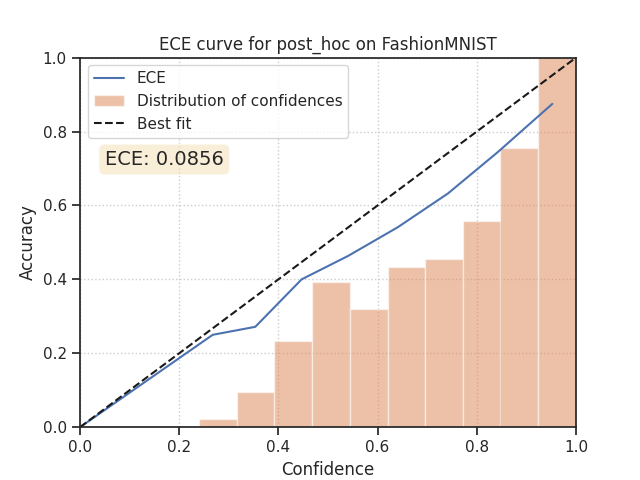 ECE curve for post_hoc on FashionMNIST
ECE
Distribution of confidences
Best fit
ECE: 0.0856
Accuracy
1.0
0.8
0.6
0.4
0.2
0.0
0.0 0.2 0.4 0.6 0.8 1.0
Confidence